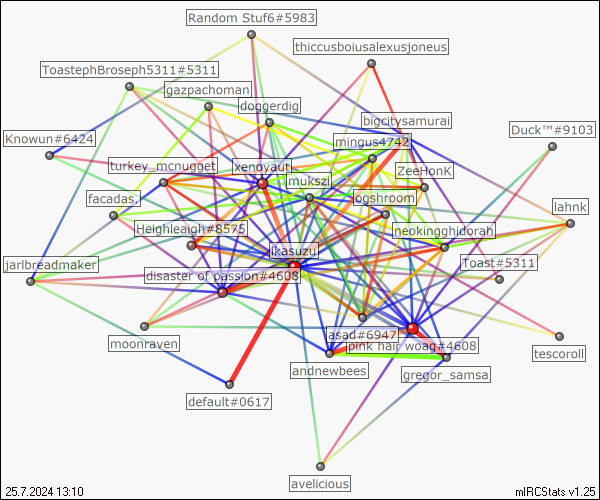 Random Stuf6#5983
thiccusboiusalexusjoneus
ToastephBroseph5311#5311
gazpachoman
doggerdig
bigcitysamurai
Duck™#9103
Knowun#6424
mingus4742
turkey_mcnugget
xenoyaut
ZeeHonK
mukszi
facadas.
ogshroom
lahnk
Heighleaigh#8575
neokingghidorah
ikasuzu
jarlbreadmaker
disaster of passion#4608
Toast#5311
asad#6947
moonraven
pink hair woag#4608
tescoroll
andnewbees
gregor_samsa
default#0617
avelicious
25.7.2024 13:10
mIRCStats v1.25